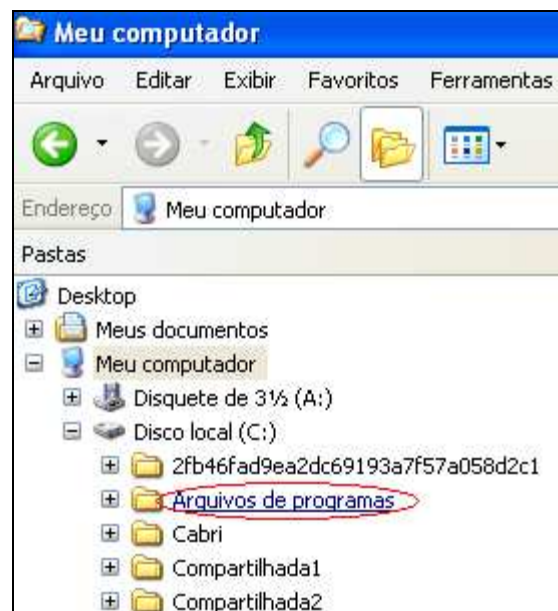 Meu computador
Arquivo Editar Exibir Favoritos Ferramentas
Endereço Meu computador
Pastas
Desktop
Meus documentos
Meu computador
Disquete de 3½ (A:)
Disco local (C:)
2fb46fad9ea2dc69193a7f57a058d2c1
Arquivos de programas
Cabri
Compartilhada1
Compartilhada2